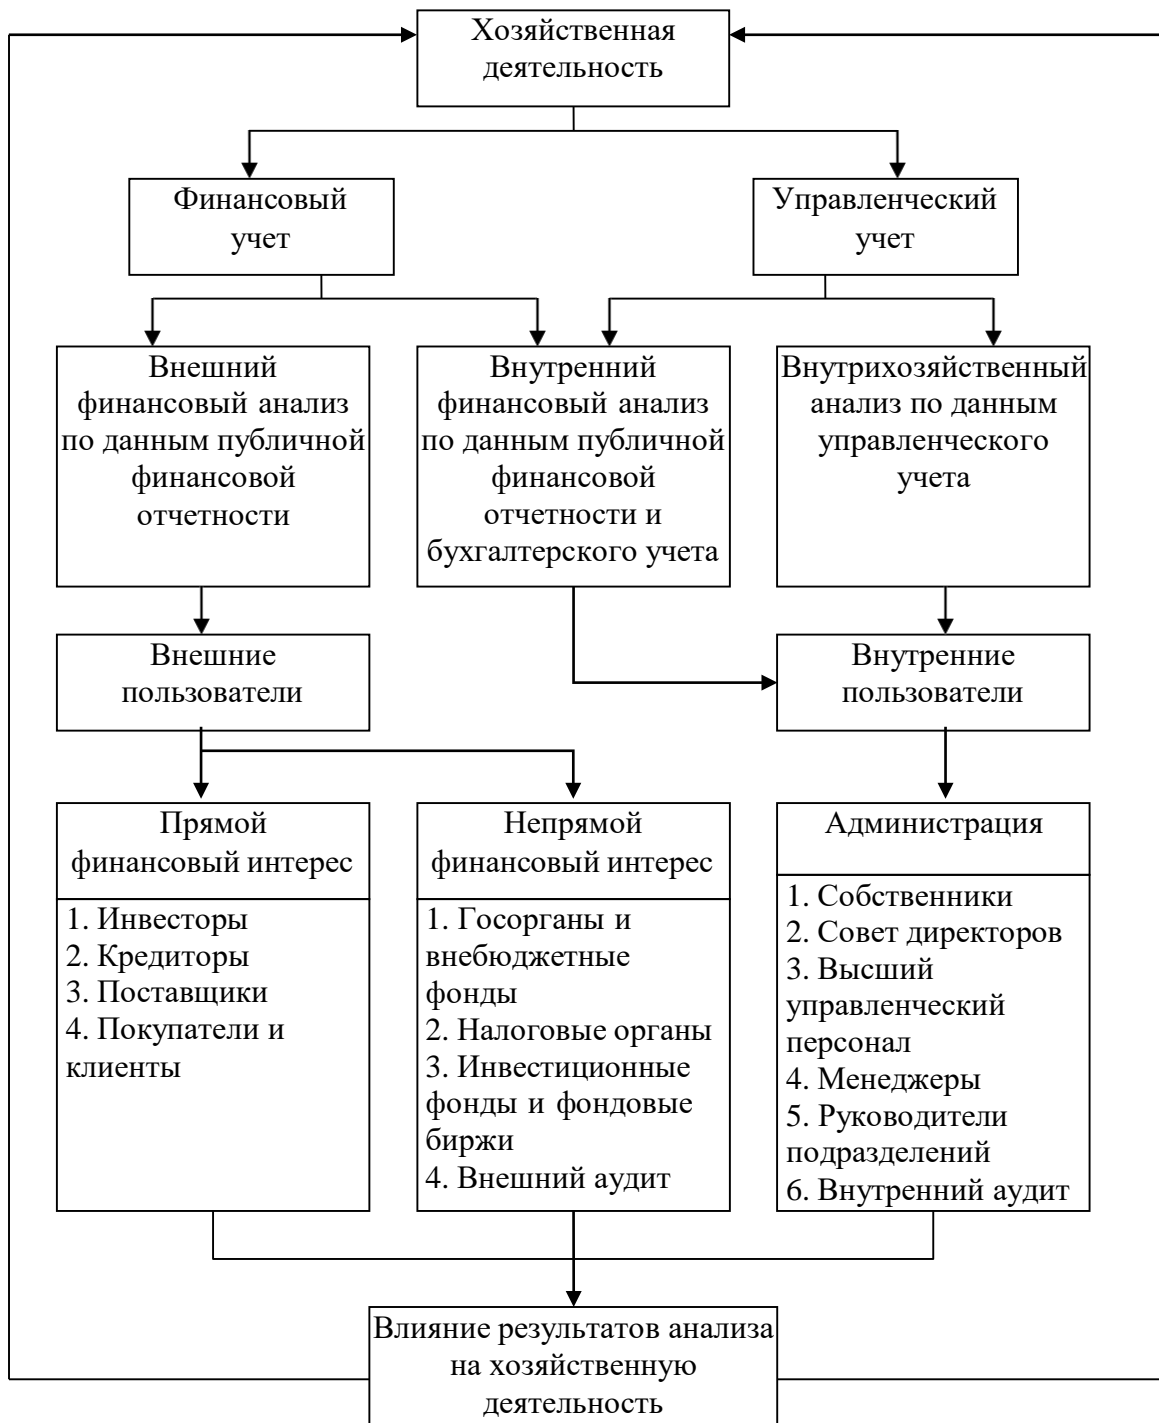 Хозяйственная
деятельность
Финансовый
учет
Управленческий
учет
Внешний
финансовый анализ
по данным публичной
финансовой
отчетности
Внутренний
финансовый анализ
по данным публичной
финансовой
отчетности и
бухгалтерского учета
Внутрихозяйственный
анализ по данным
управленческого
учета
Внешние
пользователи
Внутренние
пользователи
Прямой
финансовый интерес
1. Инвесторы
2. Кредиторы
3. Поставщики
4. Покупатели и
клиенты
Непрямой
финансовый интерес
1. Госорганы и
внебюджетные
фонды
2. Налоговые органы
3. Инвестиционные
фонды и фондовые
биржи
4. Внешний аудит
Администрация
1. Собственники
2. Совет директоров
3. Высший
управленческий
персонал
4. Менеджеры
5. Руководители
подразделений
6. Внутренний аудит
Влияние результатов анализа
на хозяйственную
деятельность